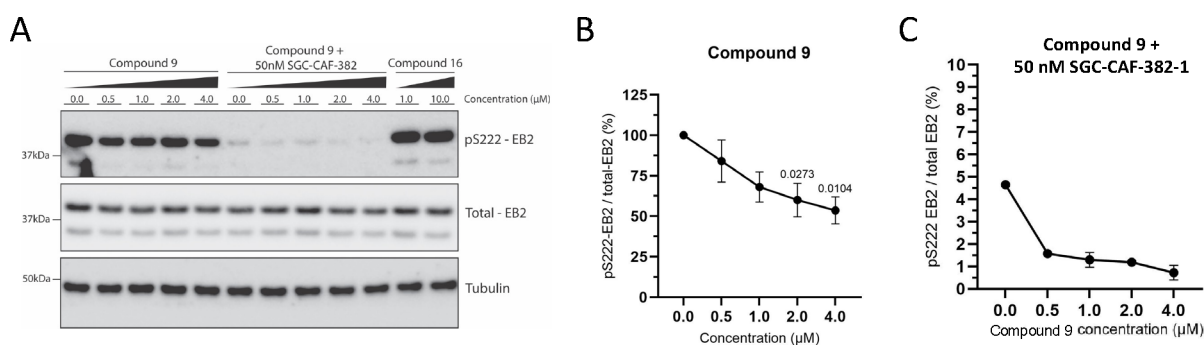 A
Compound 9
Compound 9 +
50nM SGC-CAF-382
Compound 16
0.0 0.5 1.0 2.0 4.0 0.0 0.5 1.0 2.0 4.0 1.0 10.0 Concentration (µM)
pS222 - EB2
37kDa
Total - EB2
37kDa
50kDa
Tubulin
B
Compound 9
pS222-EB2 / total-EB2 (%)
125
100
75
50
25
0
0.0273
0.0104
0.0 0.5 1.0 2.0 4.0
Concentration (µM)
C
Compound 9 +
50 nM SGC-CAF-382-1
pS222 EB2 / total EB2 (%)
10
9
8
7
6
5
4
3
2
1
0
0.0 0.5 1.0 2.0 4.0
Compound 9 concentration (µM)